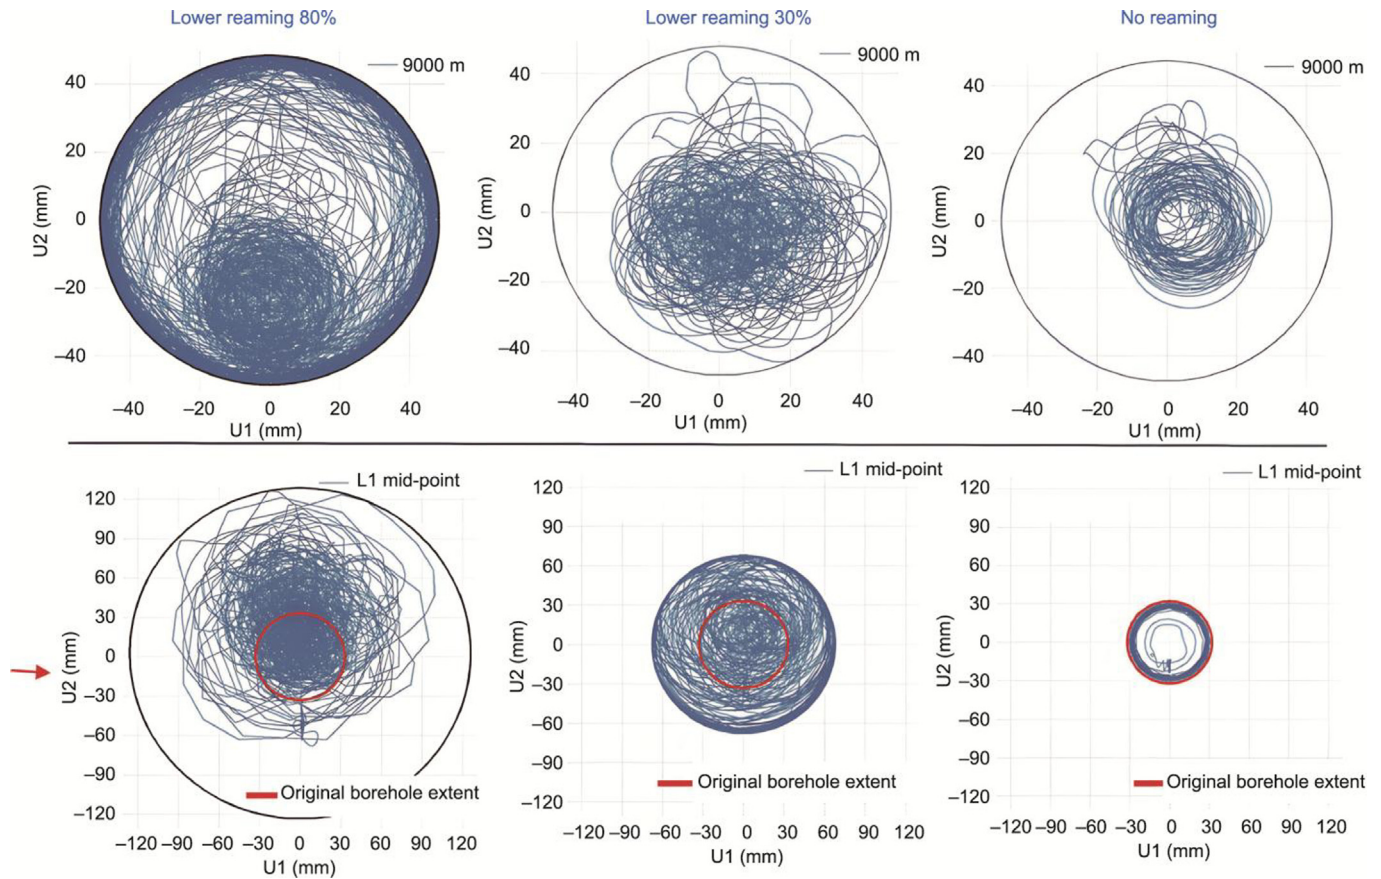 Lower reaming 80%
Lower reaming 30%
No reaming
9000 m
40
20
0
−20
−40
U2 (mm)
−40 −20 0 20 40
U1 (mm)
9000 m
40
20
0
−20
−40
U2 (mm)
−40 −20 0 20 40
U1 (mm)
9000 m
40
20
0
−20
−40
U2 (mm)
−40 −20 0 20 40
U1 (mm)
L1 mid-point
120
90
60
30
0
−30
−60
−90
−120
U2 (mm)
Original borehole extent
−120 −90 −60 −30 0 30 60 90 120
U1 (mm)
L1 mid-point
120
90
60
30
0
−30
−60
−90
−120
U2 (mm)
Original borehole extent
−120 −90 −60 −30 0 30 60 90 120
U1 (mm)
L1 mid-point
120
90
60
30
0
−30
−60
−90
−120
U2 (mm)
Original borehole extent
−120 −90 −60 −30 0 30 60 90 120
U1 (mm)